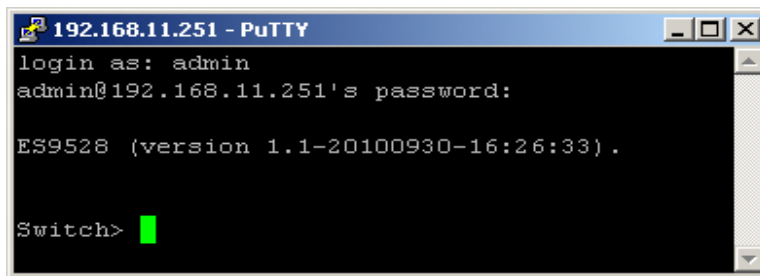 192.168.11.251 - PuTTY
login as: admin
admin@192.168.11.251's password:
ES9528 (version 1.1-20100930-16:26:33).
Switch>